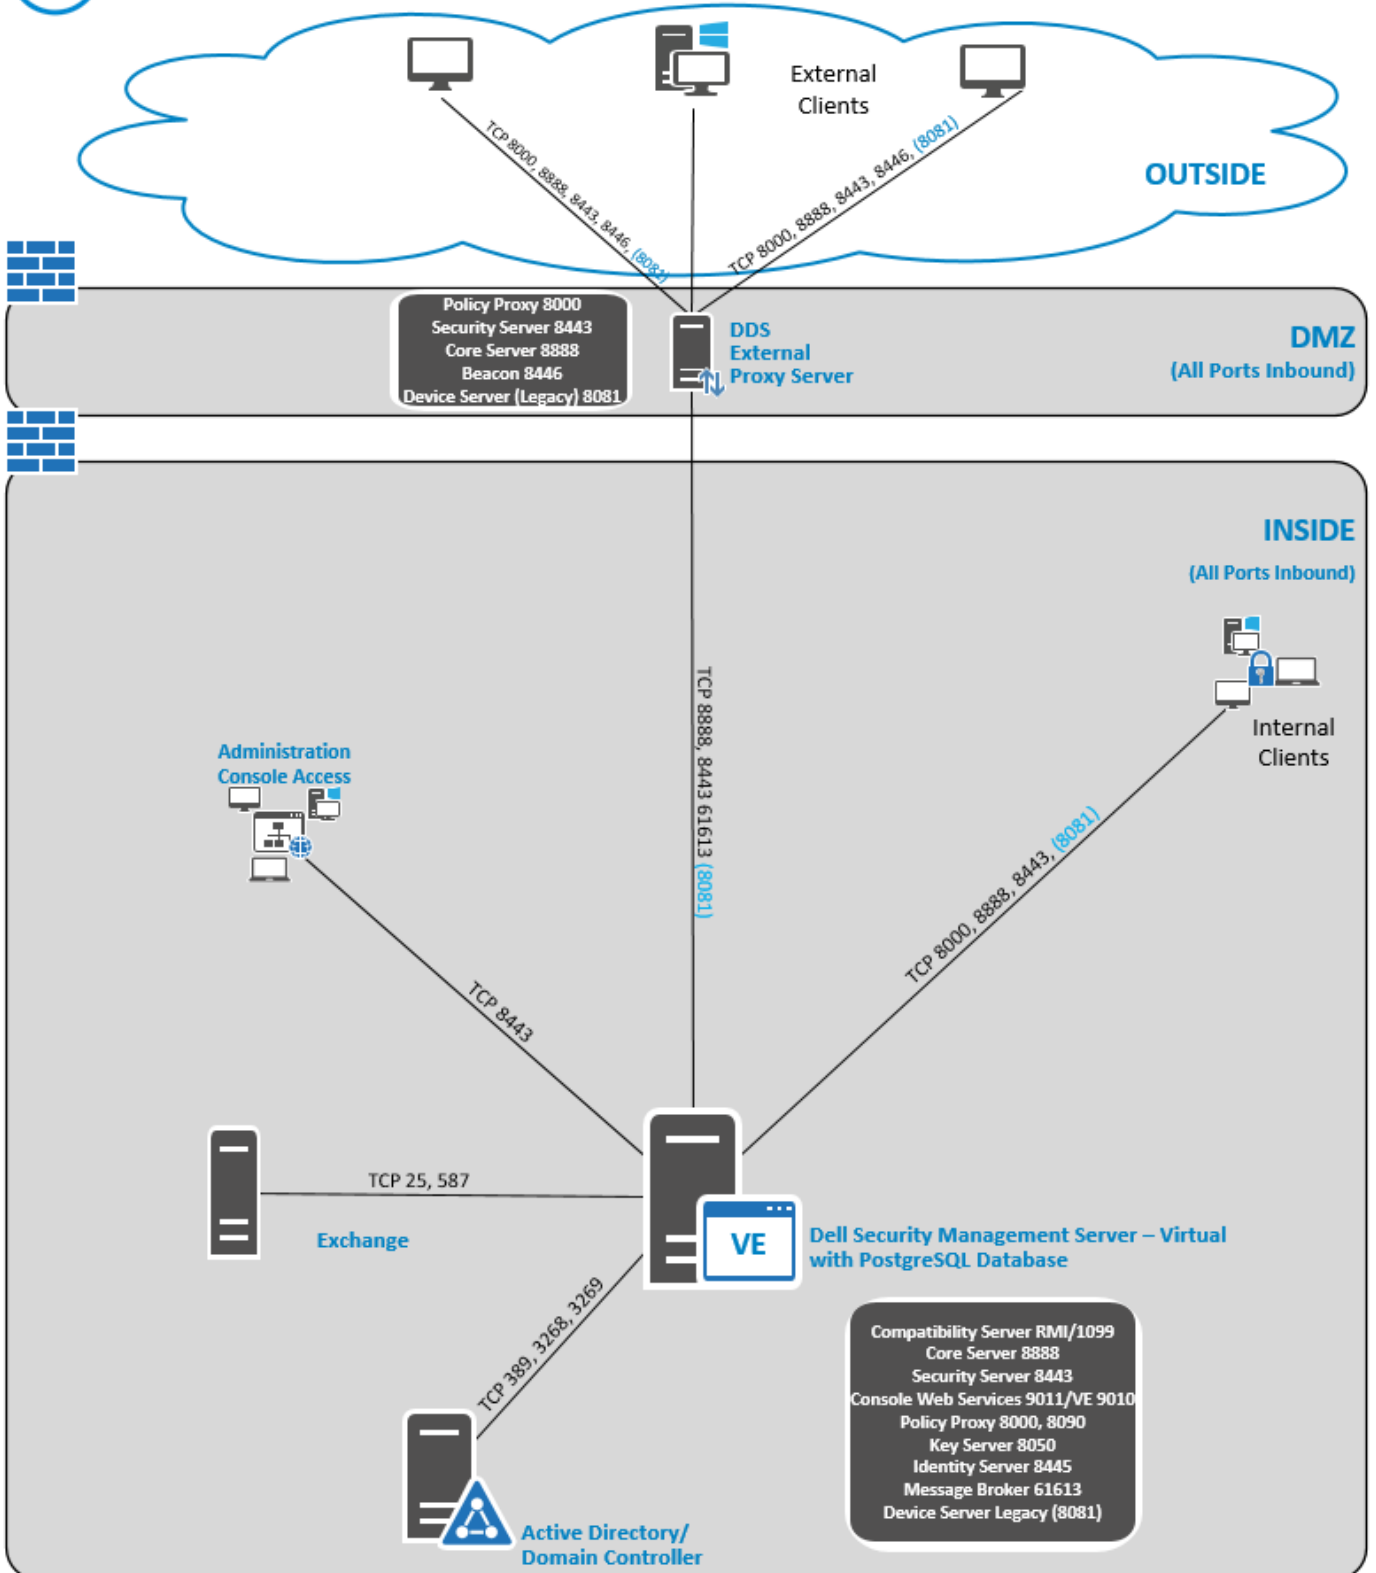 External
Clients
TCP 8000, 8888, 8443, 8446, (8081)
TCP 8000, 8888, 8443, 8446, (8081)
OUTSIDE
Policy Proxy 8000
Security Server 8443
Core Server 8888
Beacon 8446
Device Server (Legacy) 8081
DDS
External
Proxy Server
DMZ
(All Ports Inbound)
INSIDE
(All Ports Inbound)
TCP 8888, 8443 61613 (8081)
Internal
Clients
Administration
Console Access
TCP 8000, 8888, 8443, (8081)
TCP 8443
TCP 25, 587
Exchange
VE
Dell Security Management Server – Virtual
with PostgreSQL Database
TCP 389, 3268, 3269
Compatibility Server RMI/1099
Core Server 8888
Security Server 8443
Console Web Services 9011/VE 9010
Policy Proxy 8000, 8090
Key Server 8050
Identity Server 8445
Message Broker 61613
Device Server Legacy (8081)
Active Directory/
Domain Controller